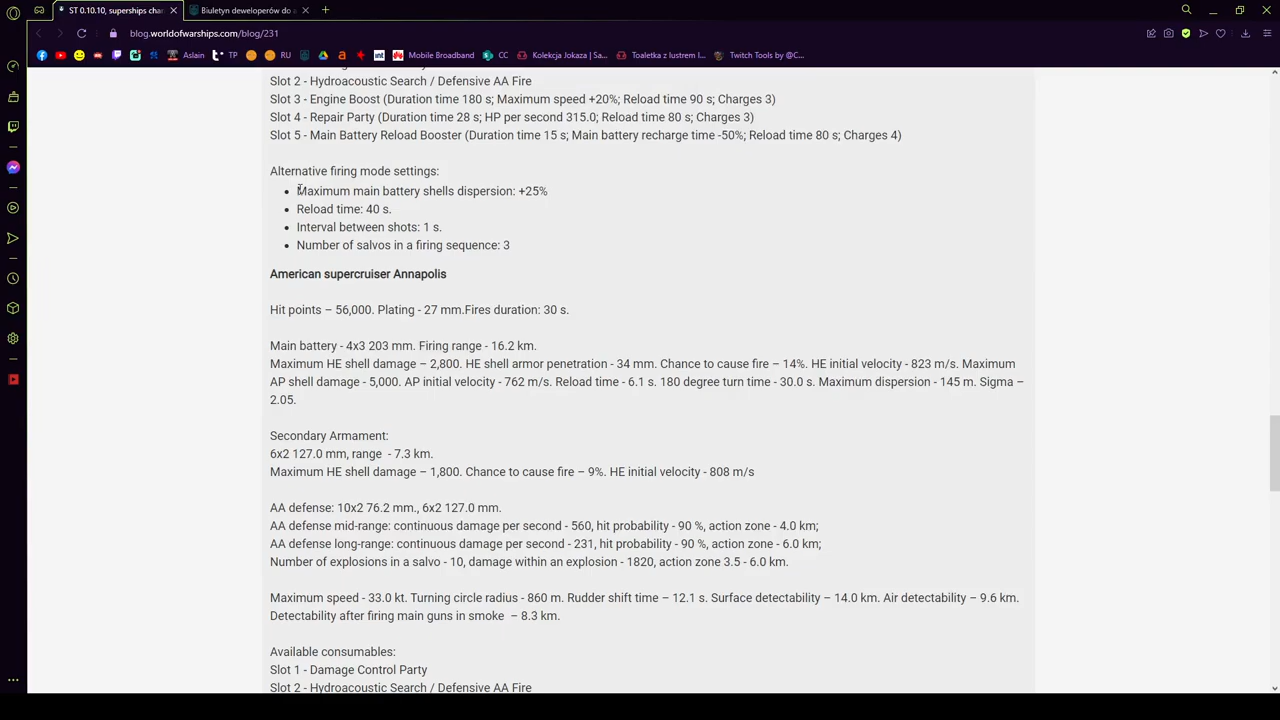 ST 0.10.10, superships cha
Biuletyn deweloperów do a
blog.worldofwarships.com/blog/231
Aslain
TP
RU
int
Mobile Broadband
CC
Kolekcja Jokaza | Sa...
Toaletka z lustrem I...
Twitch Tools by @C...
Slot 2 - Hydroacoustic Search / Defensive AA Fire
Slot 3 - Engine Boost (Duration time 180 s; Maximum speed +20%; Reload time 90 s; Charges 3)
Slot 4 - Repair Party (Duration time 28 s; HP per second 315.0; Reload time 80 s; Charges 3)
Slot 5 - Main Battery Reload Booster (Duration time 15 s; Main battery recharge time -50%; Reload time 80 s; Charges 4)
Alternative firing mode settings:
Maximum main battery shells dispersion: +25%
Reload time: 40 s.
Interval between shots: 1 s.
Number of salvos in a firing sequence: 3
American supercruiser Annapolis
Hit points – 56,000. Plating - 27 mm.Fires duration: 30 s.
Main battery - 4x3 203 mm. Firing range - 16.2 km.
Maximum HE shell damage – 2,800. HE shell armor penetration - 34 mm. Chance to cause fire – 14%. HE initial velocity - 823 m/s. Maximum
AP shell damage - 5,000. AP initial velocity - 762 m/s. Reload time - 6.1 s. 180 degree turn time - 30.0 s. Maximum dispersion - 145 m. Sigma –
2.05.
Secondary Armament:
6x2 127.0 mm, range - 7.3 km.
Maximum HE shell damage – 1,800. Chance to cause fire – 9%. HE initial velocity - 808 m/s
AA defense: 10x2 76.2 mm., 6x2 127.0 mm.
AA defense mid-range: continuous damage per second - 560, hit probability - 90 %, action zone - 4.0 km;
AA defense long-range: continuous damage per second - 231, hit probability - 90 %, action zone - 6.0 km;
Number of explosions in a salvo - 10, damage within an explosion - 1820, action zone 3.5 - 6.0 km.
Maximum speed - 33.0 kt. Turning circle radius - 860 m. Rudder shift time – 12.1 s. Surface detectability – 14.0 km. Air detectability – 9.6 km.
Detectability after firing main guns in smoke – 8.3 km.
Available consumables:
Slot 1 - Damage Control Party
Slot 2 - Hydroacoustic Search / Defensive AA Fire